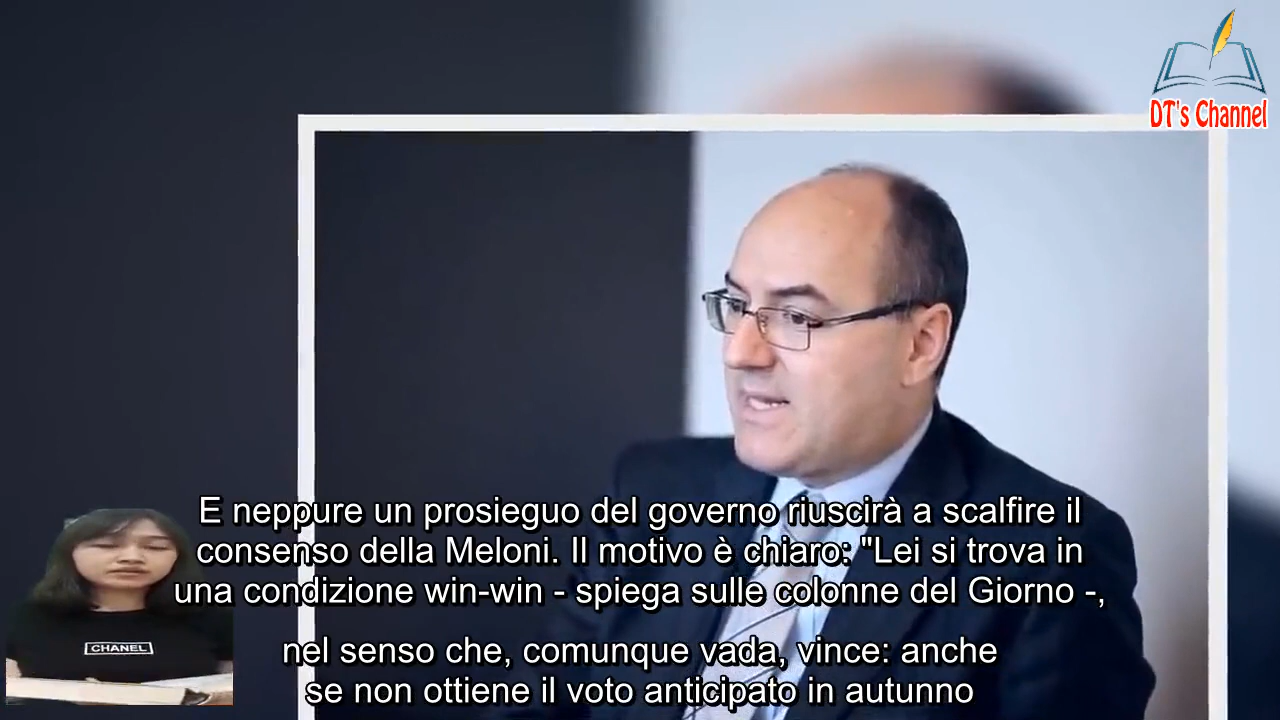 DT's Channel
E neppure un prosieguo del governo riuscirà a scalfire il
consenso della Meloni. Il motivo è chiaro: "Lei si trova in
una condizione win-win - spiega sulle colonne del Giorno -,
CHANEL
nel senso che, comunque vada, vince: anche
se non ottiene il voto anticipato in autunno